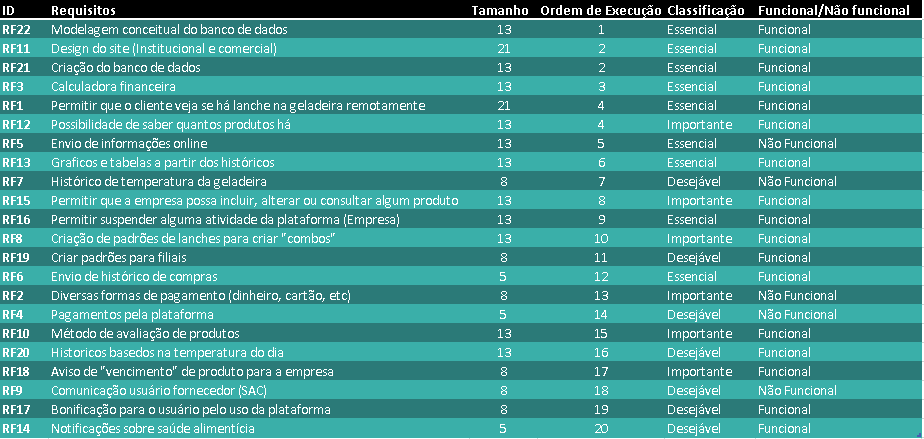 ID Requisitos Tamanho Ordem de Execução Classificação Funcional/Não funcional
RF22 Modelagem conceitual do banco de dados 13 1 Essencial Funcional
RF11 Design do site (Institucional e comercial) 21 2 Essencial Funcional
RF21 Criação do banco de dados 13 2 Essencial Funcional
RF3 Calculadora financeira 13 3 Essencial Funcional
RF1 Permitir que o cliente veja se há lanche na geladeira remotamente 21 4 Essencial Funcional
RF12 Possibilidade de saber quantos produtos há 13 4 Importante Funcional
RF5 Envio de informações online 13 5 Essencial Não Funcional
RF13 Graficos e tabelas a partir dos históricos 13 6 Essencial Funcional
RF7 Histórico de temperatura da geladeira 8 7 Desejável Não Funcional
RF15 Permitir que a empresa possa incluir, alterar ou consultar algum produto 13 8 Importante Funcional
RF16 Permitir suspender alguma atividade da plataforma (Empresa) 13 9 Essencial Funcional
RF8 Criação de padrões de lanches para criar "combos" 13 10 Importante Funcional
RF19 Criar padrões para filiais 8 11 Desejável Funcional
RF6 Envio de histórico de compras 5 12 Essencial Funcional
RF2 Diversas formas de pagamento (dinheiro, cartão, etc) 8 13 Importante Não Funcional
RF4 Pagamentos pela plataforma 5 14 Desejável Não Funcional
RF10 Método de avaliação de produtos 13 15 Importante Funcional
RF20 Historicos basedos na temperatura do dia 13 16 Desejável Funcional
RF18 Aviso de "vencimento" de produto para a empresa 8 17 Importante Funcional
RF9 Comunicação usuário fornecedor (SAC) 8 18 Desejável Não Funcional
RF17 Bonificação para o usuário pelo uso da plataforma 8 19 Desejável Funcional
RF14 Notificações sobre saúde alimentícia 5 20 Desejável Funcional